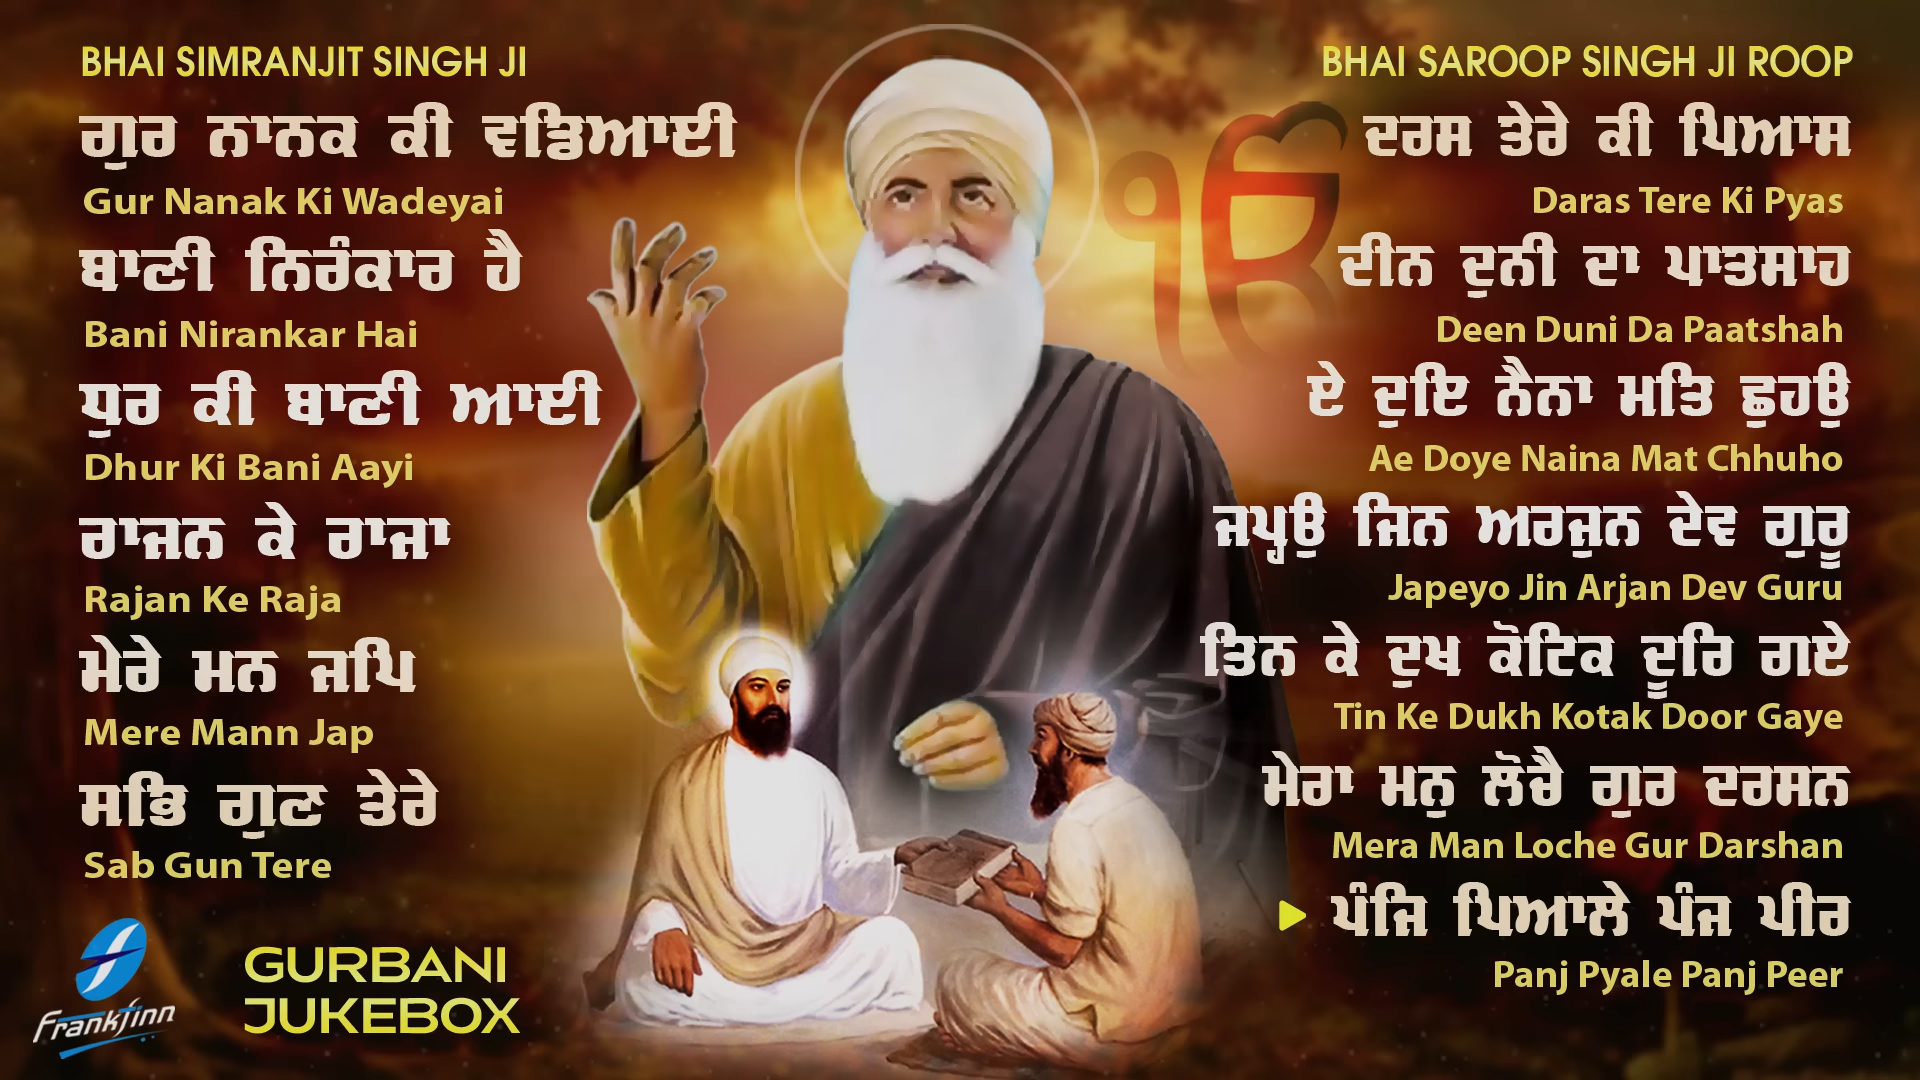 BHAI SIMRANJIT SINGH JI
ਗੁਰ ਨਾਨਕ ਕੀ ਵਡਿਆਈ
Gur Nanak Ki Wadeyai
ਬਾਣੀ ਨਿਰੰਕਾਰ ਹੈ
Bani Nirankar Hai
ਧੁਰ ਕੀ ਬਾਣੀ ਆਈ
Dhur Ki Bani Aayi
ਰਾਜਨ ਕੇ ਰਾਜਾ
Rajan Ke Raja
ਮੇਰੇ ਮਨ ਜਪਿ
Mere Mann Jap
ਸਭਿ ਗੁਣ ਤੇਰੇ
Sab Gun Tere
Frankfinn
GURBANI
JUKEBOX
BHAI SAROOP SINGH JI ROOP
ਦਰਸ ਤੇਰੇ ਕੀ ਪਿਆਸ
Daras Tere Ki Pyas
ਦੀਨ ਦੁਨੀ ਦਾ ਪਾਤਸਾਹ
Deen Duni Da Paatshah
ਏ ਦੁਇ ਨੈਨਾ ਮਤਿ ਛੁਹਉ
Ae Doye Naina Mat Chhuho
ਜਪੵਉ ਜਿਨ ਅਰਜੁਨ ਦੇਵ ਗੁਰੂ
Japeyo Jin Arjan Dev Guru
ਤਿਨ ਕੇ ਦੁਖ ਕੋਟਿਕ ਦੂਰਿ ਗਏ
Tin Ke Dukh Kotak Door Gaye
ਮੇਰਾ ਮਨੁ ਲੋਚੈ ਗੁਰ ਦਰਸਨ
Mera Man Loche Gur Darshan
ਪੰਜਿ ਪਿਆਲੇ ਪੰਜ ਪੀਰ
Panj Pyale Panj Peer
ੴ